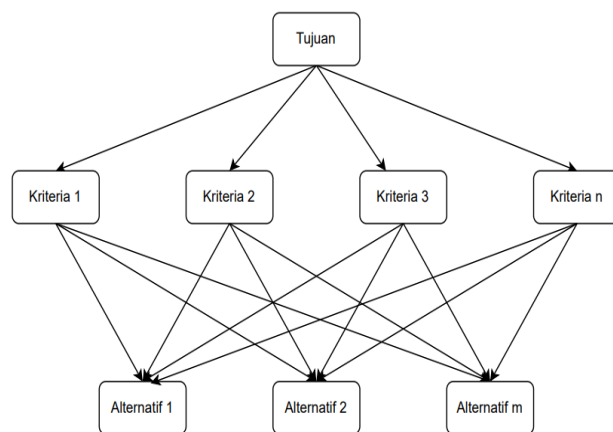 Tujuan
Kriteria 1
Kriteria 2
Kriteria 3
Kriteria n
Alternatif 1
Alternatif 2
Alternatif m